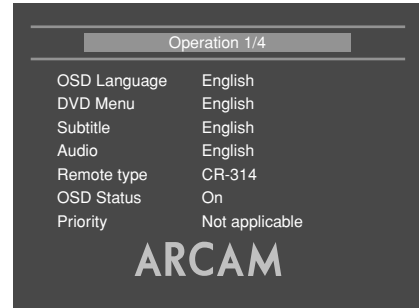 Operation 1/4
OSD Language English
DVD Menu English
Subtitle English
Audio English
Remote type CR-314
OSD Status On
Priority Not applicable
ARCAM